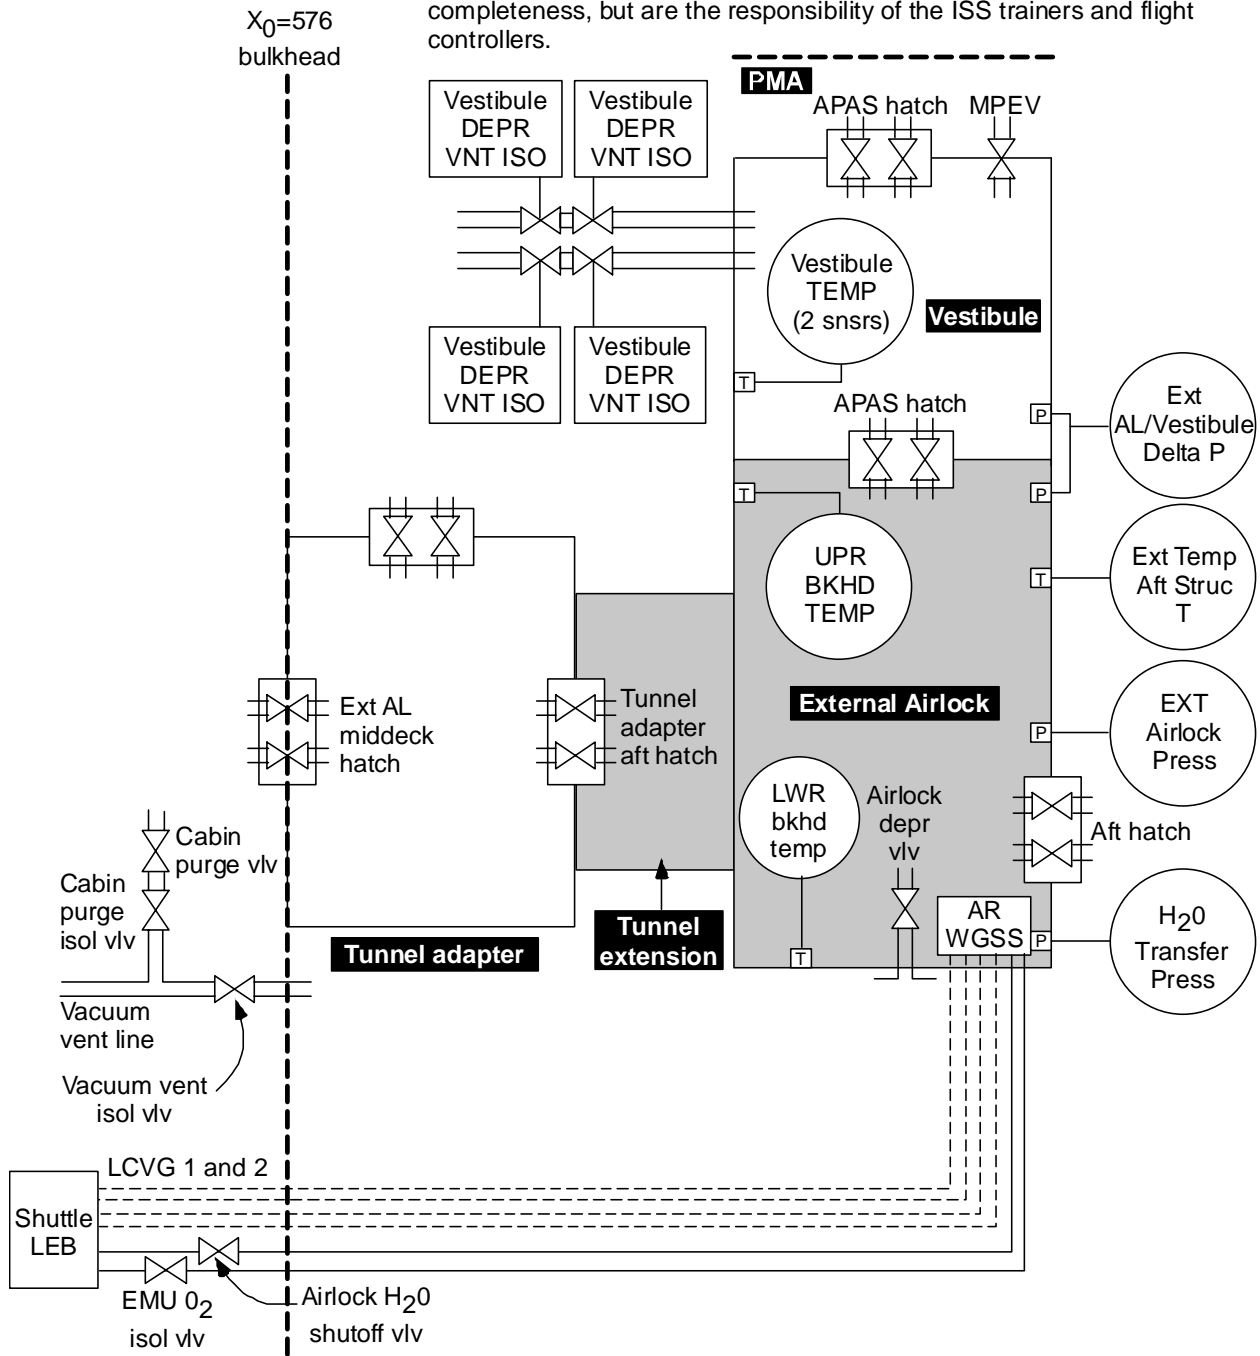 completeness, but are the responsibility of the ISS trainers and flight
controllers.
X0=576
bulkhead
PMA
Vestibule
DEPR
VNT ISO
Vestibule
DEPR
VNT ISO
APAS hatch
MPEV
Vestibule
TEMP
(2 snsrs)
Vestibule
Vestibule
DEPR
VNT ISO
Vestibule
DEPR
VNT ISO
T
APAS hatch
P
Ext
AL/Vestibule
Delta P
T
P
UPR
BKHD
TEMP
T
Ext Temp
Aft Struc
T
Ext AL
middeck
hatch
Tunnel
adapter
aft hatch
External Airlock
P
EXT
Airlock
Press
LWR
bkhd
temp
Airlock
depr
vlv
Aft hatch
Cabin
purge vlv
Cabin
purge
isol vlv
Tunnel adapter
Tunnel
extension
T
AR
WGSS
P
H20
Transfer
Press
Vacuum
vent line
Vacuum vent
isol vlv
LCVG 1 and 2
Shuttle
LEB
EMU 02
isol vlv
Airlock H20
shutoff vlv